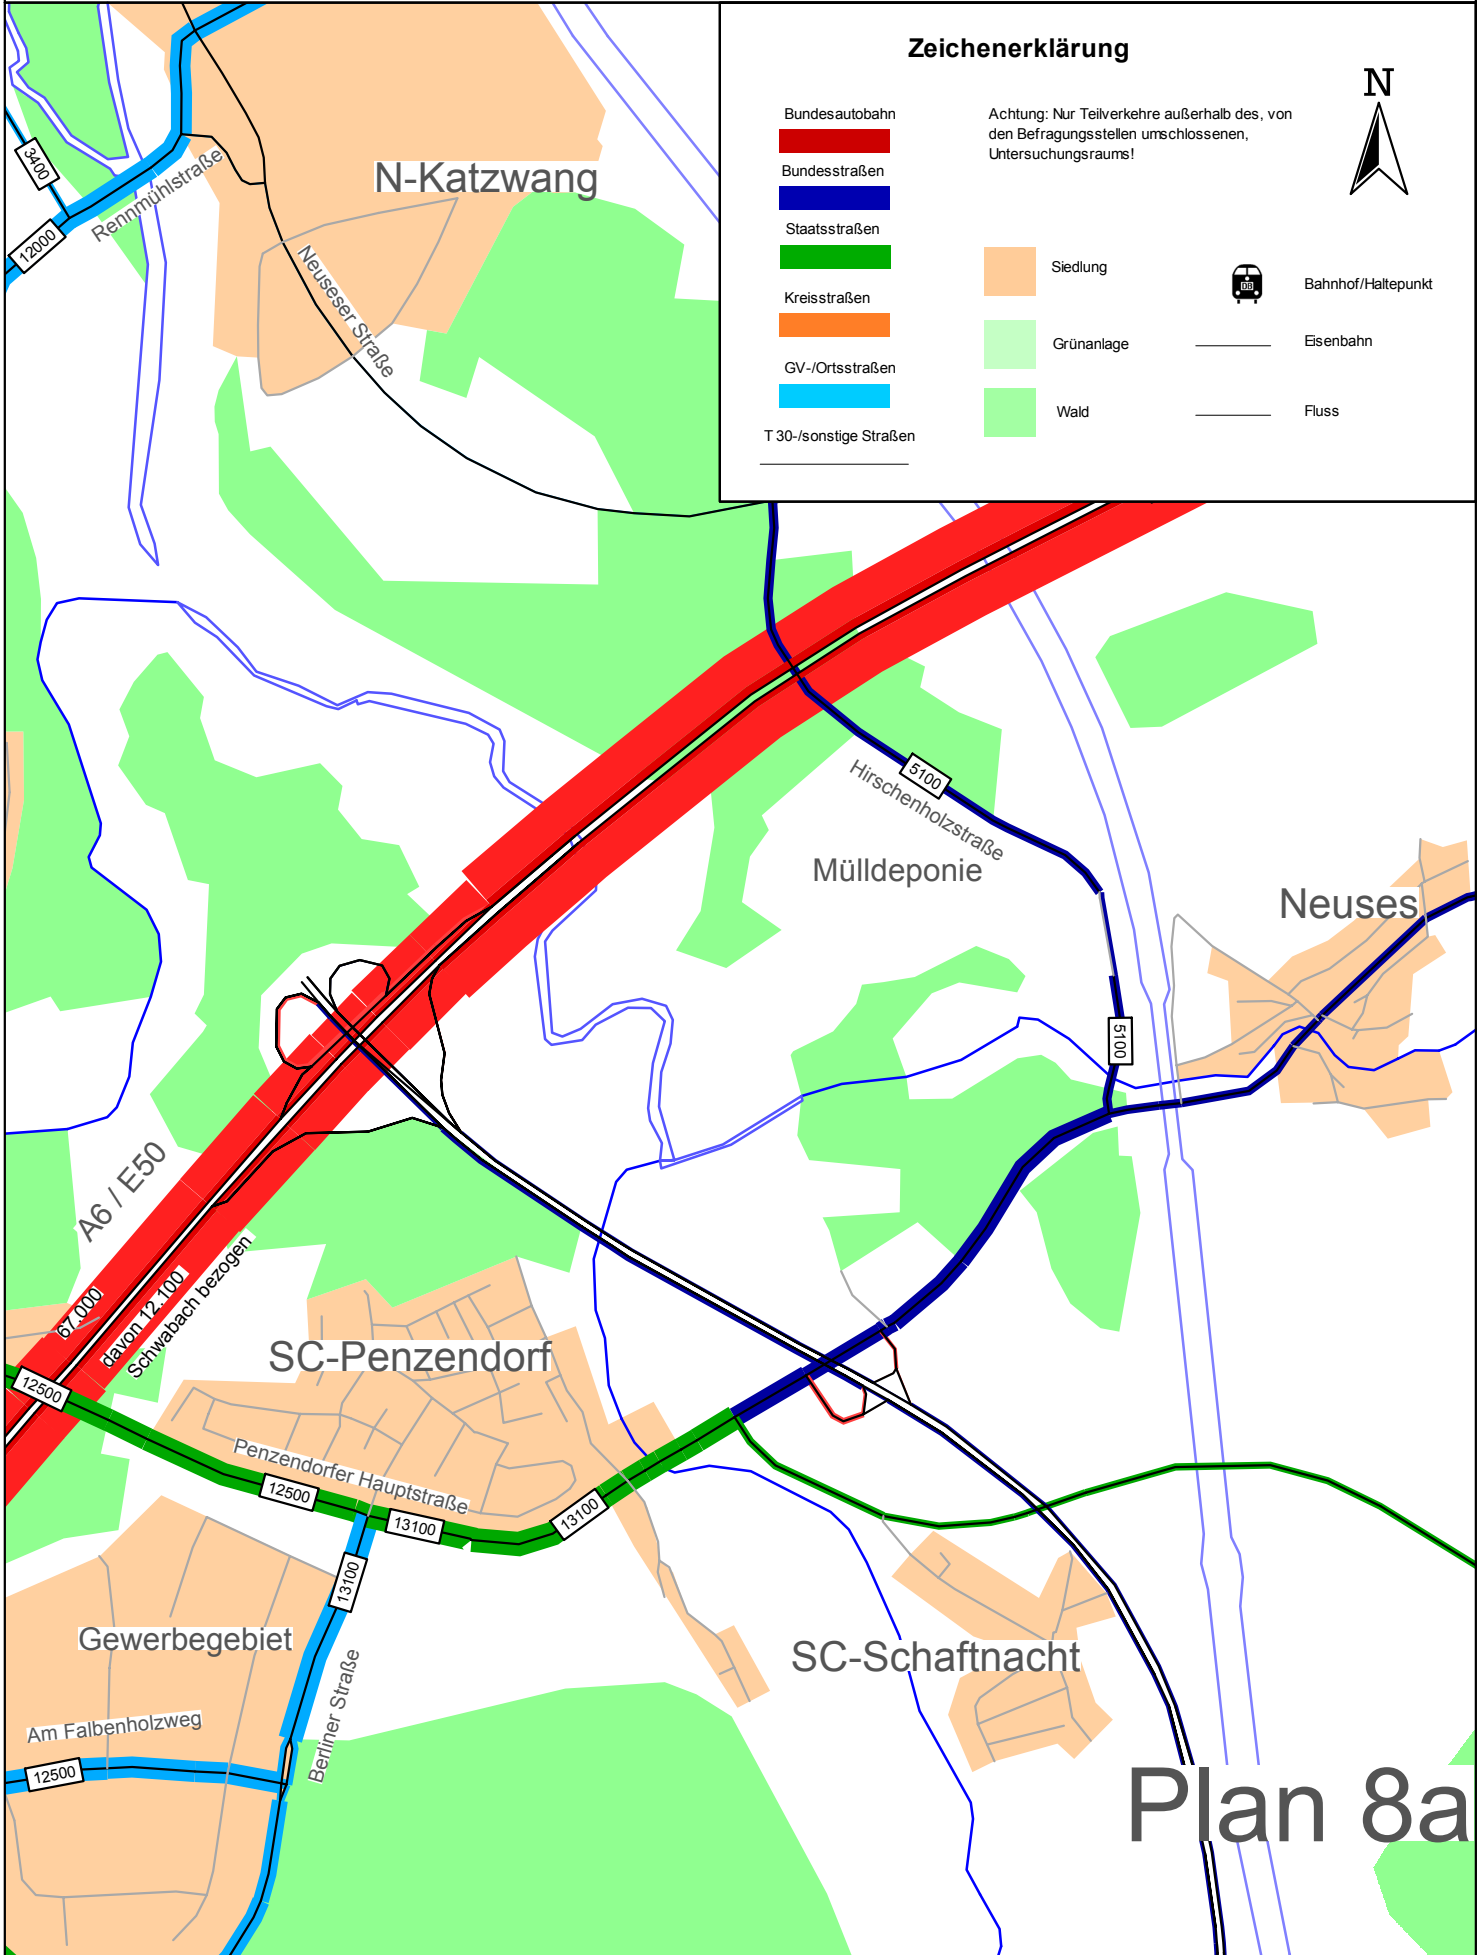 Zeichenerklärung
N
Bundesautobahn
Achtung: Nur Teilverkehre außerhalb des, von
den Befragungsstellen umschlossenen,
Untersuchungsraums!
Bundesstraßen
Staatsstraßen
Kreisstraßen
GV-/Ortsstraßen
T 30-/sonstige Straßen
Siedlung
Grünanlage
Wald
DB
Bahnhof/Haltepunkt
Eisenbahn
Fluss
3400
N-Katzwang
Rennmühlstraße
12000
Neuseser Straße
5100
Hirschenholzstraße
Mülldeponie
Neuses
5100
A6 / E50
67.000
davon 12.100
Schwabach bezogen
SC-Penzendorf
12500
Penzendorfer Hauptstraße
12500
13100
13100
13100
Gewerbegebiet
SC-Schaftnacht
Am Falbenholzweg
Berliner Straße
12500
Plan 8a